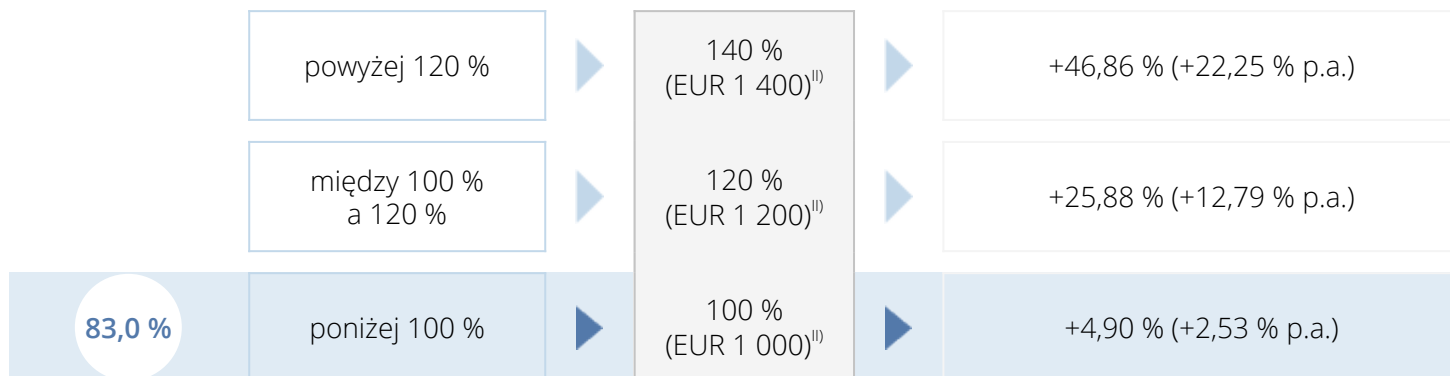 powyżej 120 %
140 %
(EUR 1 400)II)
+46,86 % (+22,25 % p.a.)
między 100 %
a 120 %
120 %
(EUR 1 200)II)
+25,88 % (+12,79 % p.a.)
83,0 %
poniżej 100 %
100 %
(EUR 1 000)II)
+4,90 % (+2,53 % p.a.)